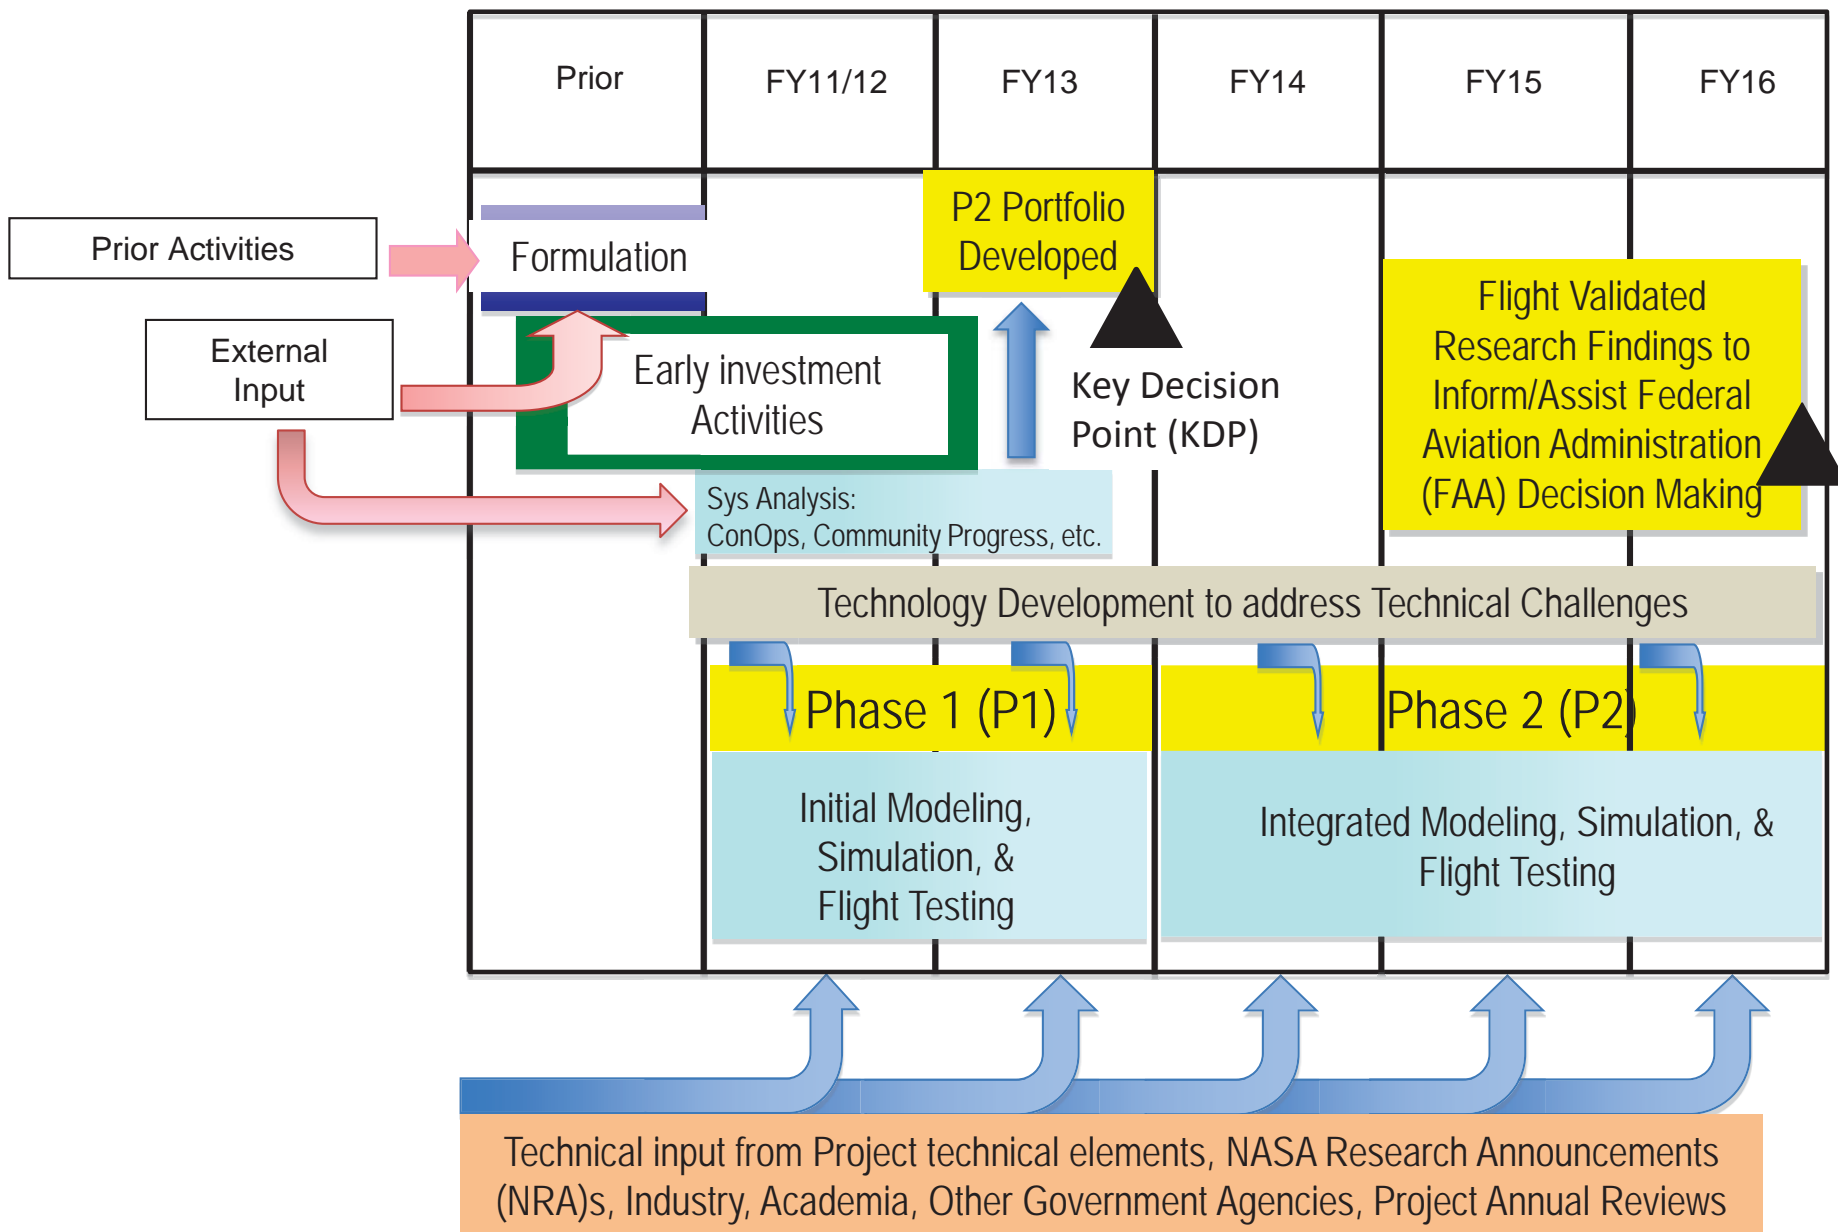 Prior
FY11/12
FY13
FY14
FY15
FY16
Prior Activities
Formulation
P2 Portfolio
Developed
External
Input
Early investment
Activities
Key Decision
Point (KDP)
Flight Validated
Research Findings to
Inform/Assist Federal
Aviation Administration
(FAA) Decision Making
Sys Analysis:
ConOps, Community Progress, etc.
Technology Development to address Technical Challenges
Phase 1 (P1)
Phase 2 (P2)
Initial Modeling,
Simulation, &
Flight Testing
Integrated Modeling, Simulation, &
Flight Testing
Technical input from Project technical elements, NASA Research Announcements
(NRA)s, Industry, Academia, Other Government Agencies, Project Annual Reviews